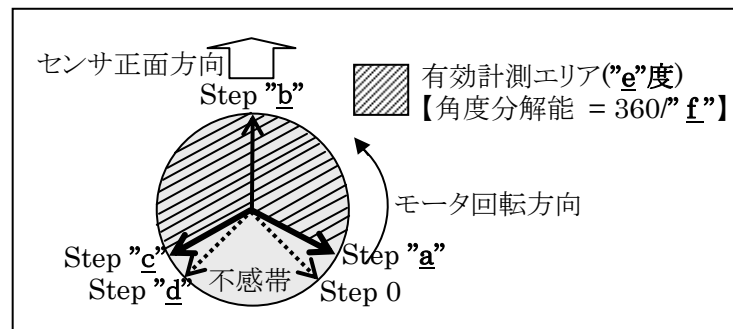 センサ正面方向
Step ”b”
有効計測エリア(”e”度)
【角度分解能 = 360/” f ”】
モータ回転方向
Step ”c”
Step ”a”
Step ”d”
不感帯
Step 0